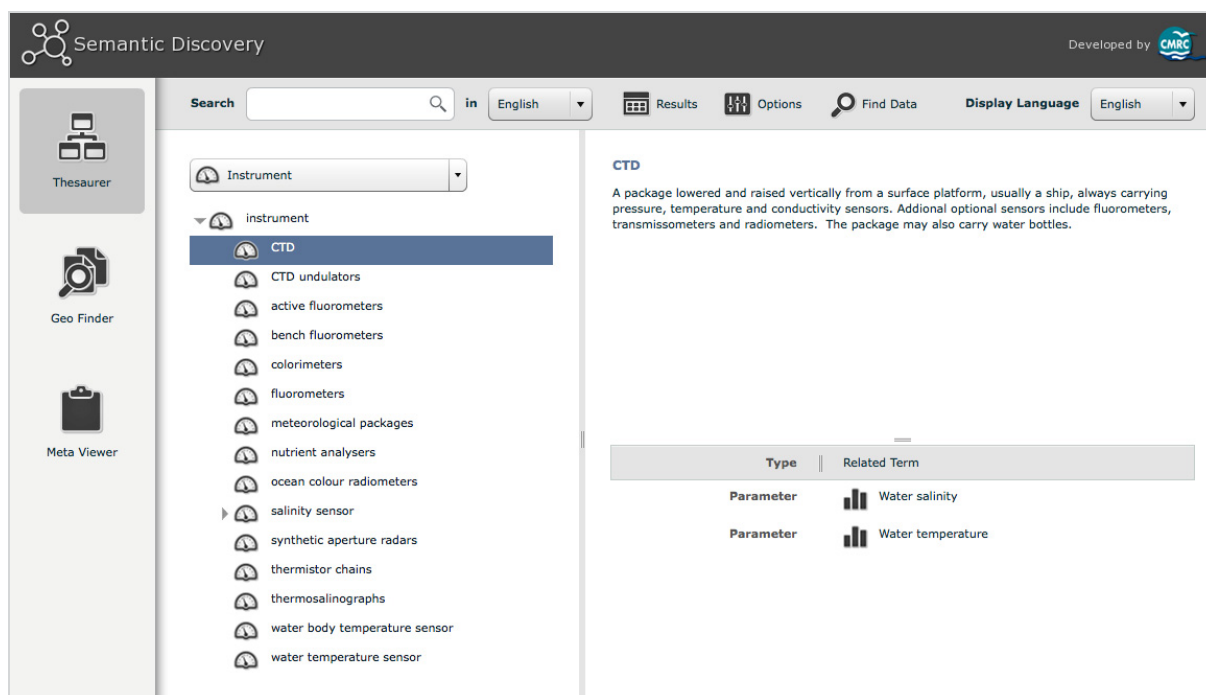 Semantic Discovery
Developed by CMRC
Search in English Results Options Find Data Display Language English
Thesaurer
Geo Finder
Meta Viewer
Instrument
instrument
CTD
CTD undulators
active fluorometers
bench fluorometers
colorimeters
fluorometers
meteorological packages
nutrient analysers
ocean colour radiometers
salinity sensor
synthetic aperture radars
thermistor chains
thermosalinographs
water body temperature sensor
water temperature sensor
CTD
A package lowered and raised vertically from a surface platform, usually a ship, always carrying
pressure, temperature and conductivity sensors. Addional optional sensors include fluorometers,
transmissometers and radiometers. The package may also carry water bottles.
Type Related Term
Parameter Water salinity
Parameter Water temperature